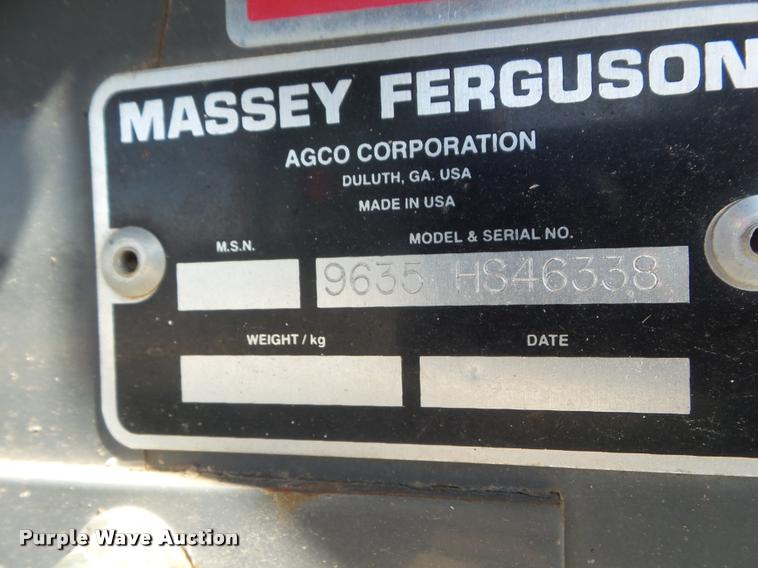 MASSEY FERGUSON
AGCO CORPORATION
DULUTH, GA. USA
MADE IN USA
M.S.N.
MODEL & SERIAL NO.
9635 HS46338
WEIGHT / kg
DATE
Purple Wave Auction